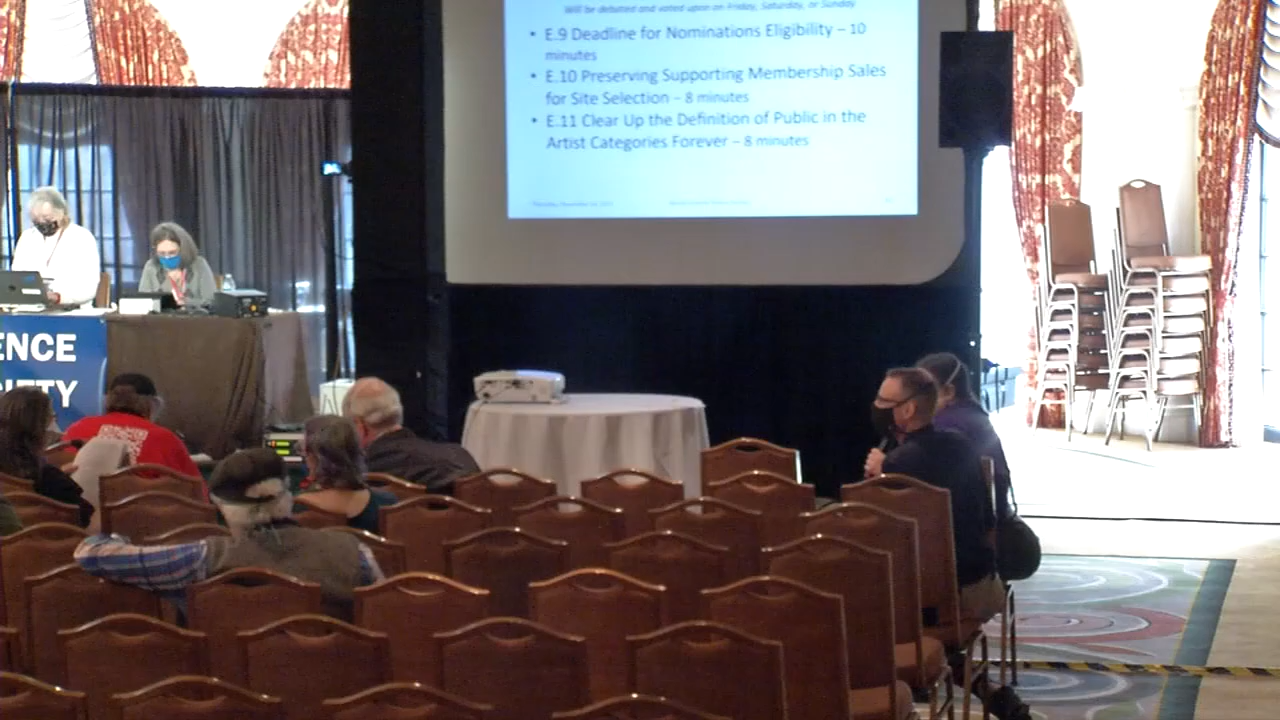 Will be debated and voted upon on Friday, Saturday, or Sunday
• E.9 Deadline for Nominations Eligibility – 10
minutes
• E.10 Preserving Supporting Membership Sales
for Site Selection – 8 minutes
• E.11 Clear Up the Definition of Public in the
Artist Categories Forever – 8 minutes
ENCE